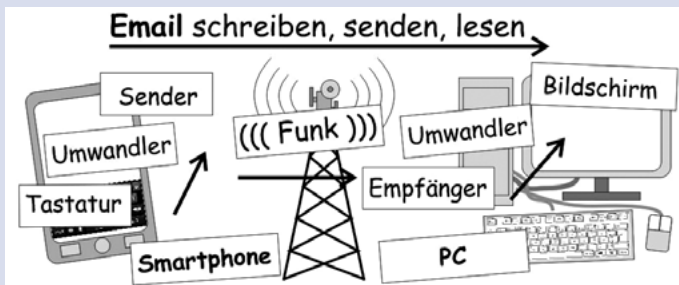 Email schreiben, senden, lesen
Sender
Umwandler
Tastatur
Smartphone
((( Funk )))
Umwandler
Empfänger
Bildschirm
PC